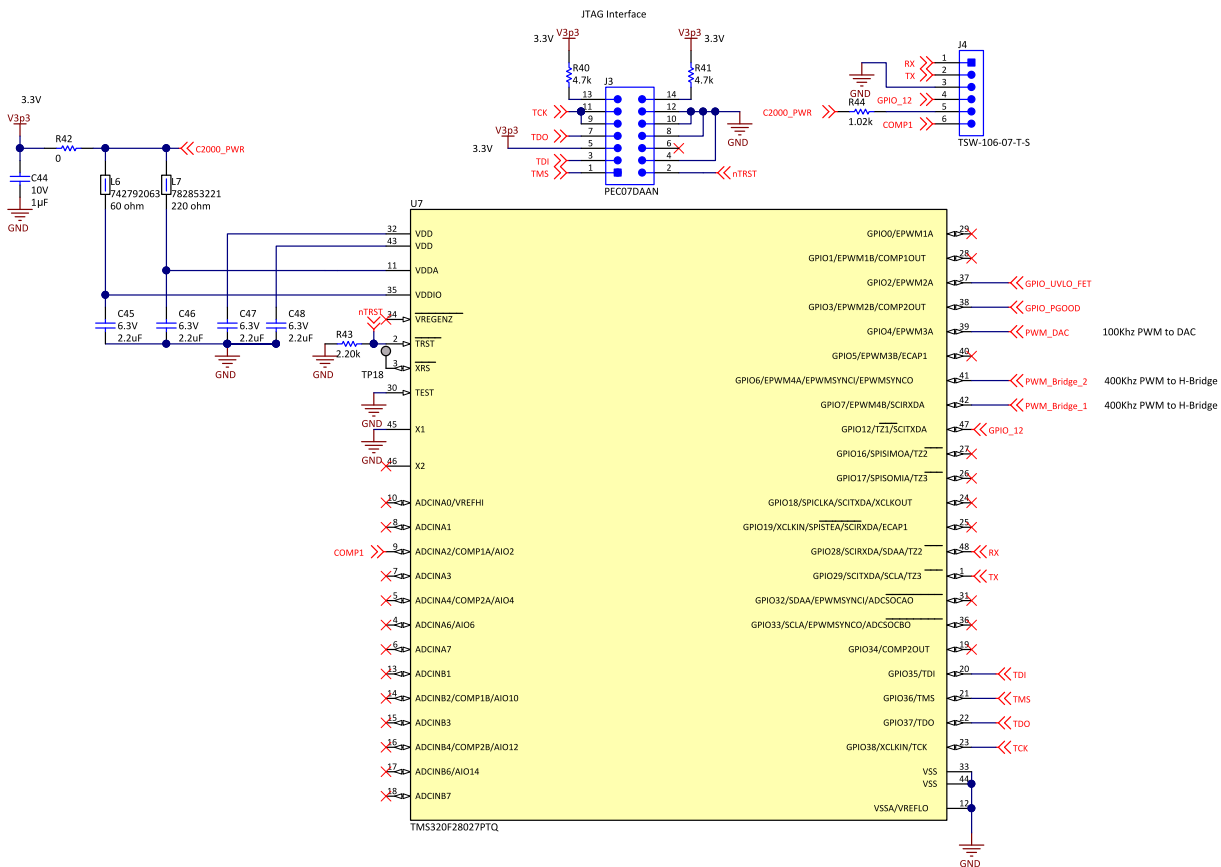 JTAG Interface
V3p3
3.3V
V3p3
3.3V
R40
4.7k
R41
4.7k
J3
13
14
TCK
11
12
9
10
TDO
7
8
V3p3
3.3V
5
6
TDI
3
4
TMS
1
2
nTRST
PEC07DAAN
GND
J4
RX
1
TX
2
3
GND
GPIO_12
4
C2000_PWR
R44
1.02k
5
COMP1
6
TSW-106-07-T-S
3.3V
V3p3
R42
0
C2000_PWR
C44
10V
1µF
GND
L6
742792063
60 ohm
L7
782853221
220 ohm
C45
6.3V
2.2uF
C46
6.3V
2.2uF
C47
6.3V
2.2uF
C48
6.3V
2.2uF
GND
nTRST
R43
2.20k
GND
TP18
GND
GND
U7
32 VDD
43 VDD
11 VDDA
35 VDDIO
34 VREGENZ
2 TRST
3 XRS
30 TEST
45 X1
46 X2
10 ADCINA0/VREFHI
8 ADCINA1
COMP1 9 ADCINA2/COMP1A/AIO2
7 ADCINA3
5 ADCINA4/COMP2A/AIO4
4 ADCINA6/AIO6
6 ADCINA7
13 ADCINB1
14 ADCINB2/COMP1B/AIO10
15 ADCINB3
16 ADCINB4/COMP2B/AIO12
17 ADCINB6/AIO14
18 ADCINB7
GPIO0/EPWM1A 29
GPIO1/EPWM1B/COMP1OUT 28
GPIO2/EPWM2A 37 GPIO_UVLO_FET
GPIO3/EPWM2B/COMP2OUT 38 GPIO_PGOOD
GPIO4/EPWM3A 39 PWM_DAC 100Khz PWM to DAC
GPIO5/EPWM3B/ECAP1 40
GPIO6/EPWM4A/EPWMSYNCI/EPWMSYNCO 41 PWM_Bridge_2 400Khz PWM to H-Bridge
GPIO7/EPWM4B/SCIRXDA 42 PWM_Bridge_1 400Khz PWM to H-Bridge
GPIO12/TZ1/SCITXDA 47 GPIO_12
GPIO16/SPISIMOA/TZ2 27
GPIO17/SPISOMIA/TZ3 26
GPIO18/SPICLKA/SCITXDA/XCLKOUT 24
GPIO19/XCLKIN/SPISTEA/SCIRXDA/ECAP1 25
GPIO28/SCIRXDA/SDAA/TZ2 48 RX
GPIO29/SCITXDA/SCLA/TZ3 1 TX
GPIO32/SDAA/EPWMSYNCI/ADCSOCAO 31
GPIO33/SCLA/EPWMSYNCO/ADCSOCBO 36
GPIO34/COMP2OUT 19
GPIO35/TDI 20 TDI
GPIO36/TMS 21 TMS
GPIO37/TDO 22 TDO
GPIO38/XCLKIN/TCK 23 TCK
VSS 33
VSS 44
VSSA/VREFLO 12
GND
TMS320F28027PTQ